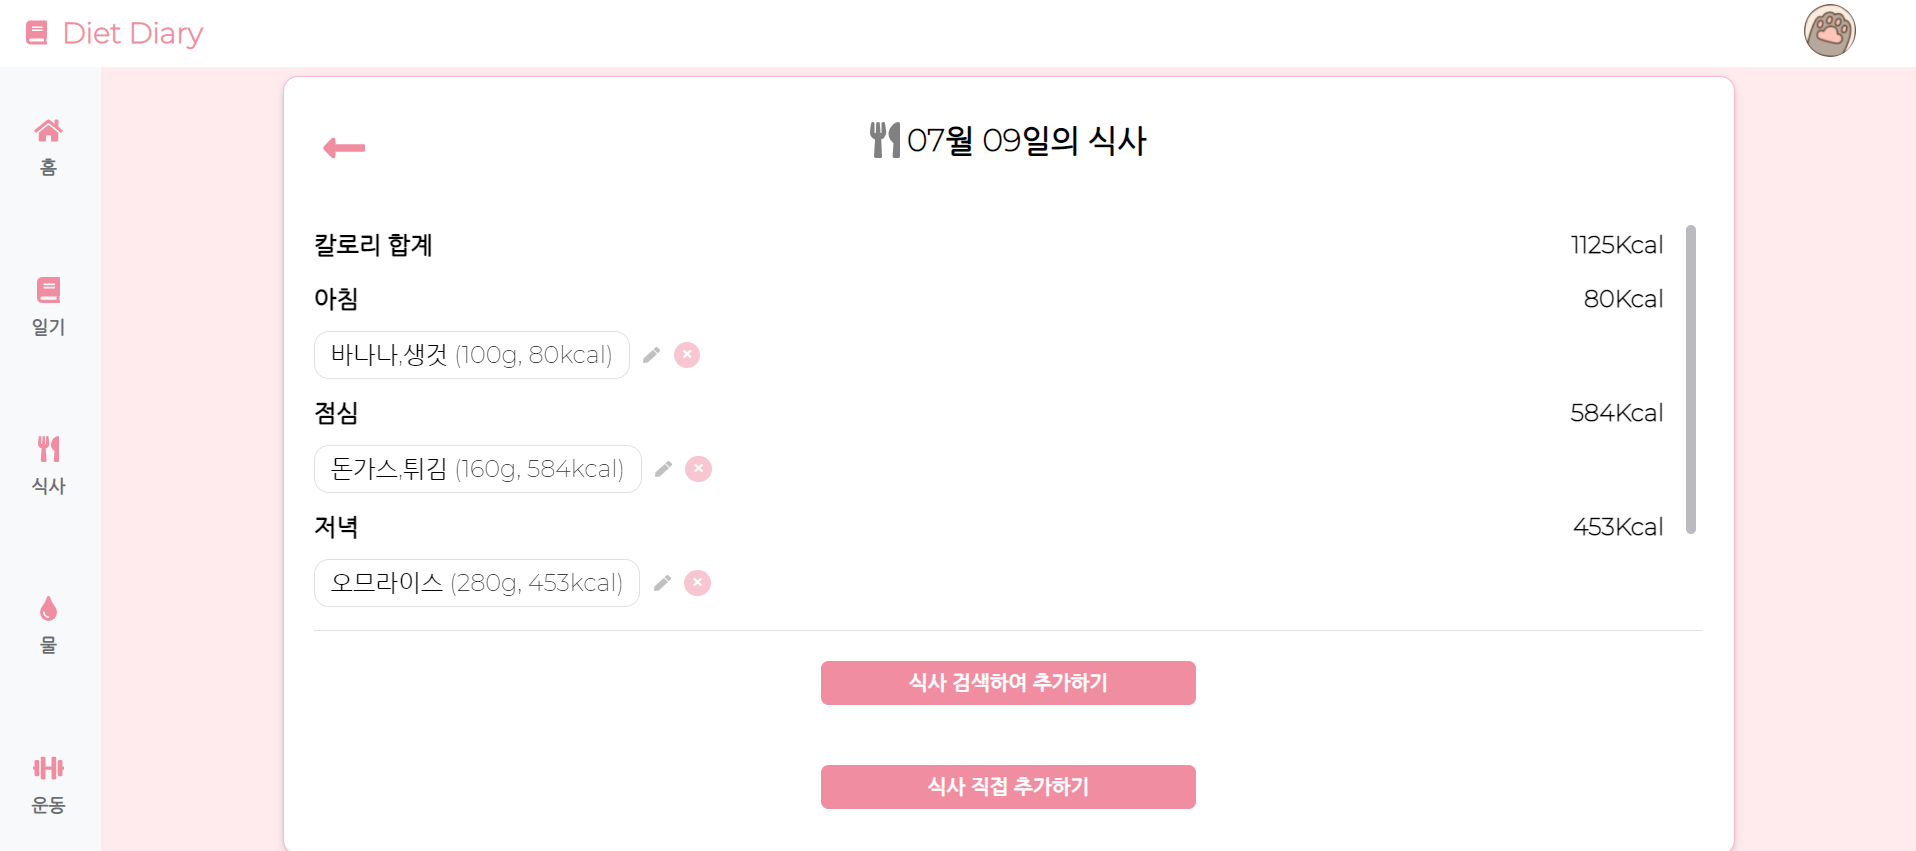 Diet Diary
홈
일기
식사
물
운동
07월 09일의 식사
칼로리 합계 1125Kcal
아침 80Kcal
바나나,생것 (100g, 80kcal)
점심 584Kcal
돈가스,튀김 (160g, 584kcal)
저녁 453Kcal
오므라이스 (280g, 453kcal)
식사 검색하여 추가하기
식사 직접 추가하기